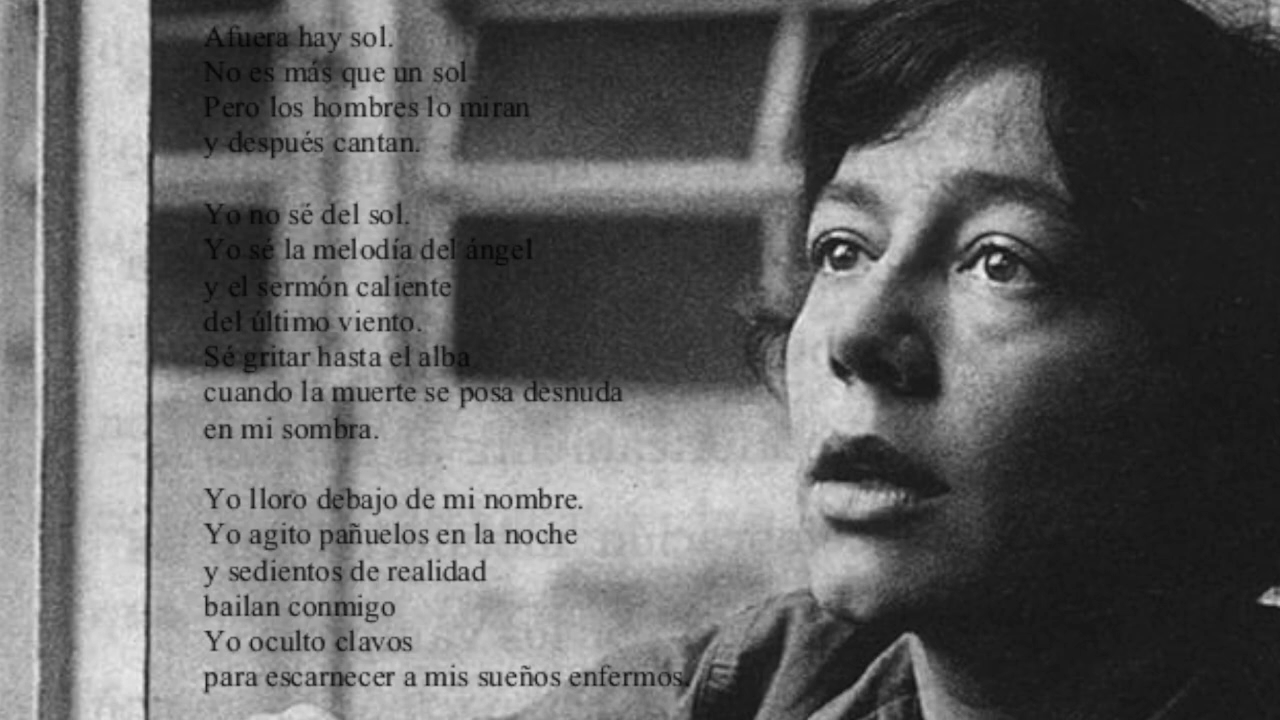 Afuera hay sol.
No es más que un sol
Pero los hombres lo miran
y después cantan.
Yo no sé del sol.
Yo sé la melodía del ángel
y el sermón caliente
del último viento.
Sé gritar hasta el alba
cuando la muerte se posa desnuda
en mi sombra.
Yo lloro debajo de mi nombre.
Yo agito pañuelos en la noche
y sedientos de realidad
bailan conmigo
Yo oculto clavos
para escarnecer a mis sueños enfermos.